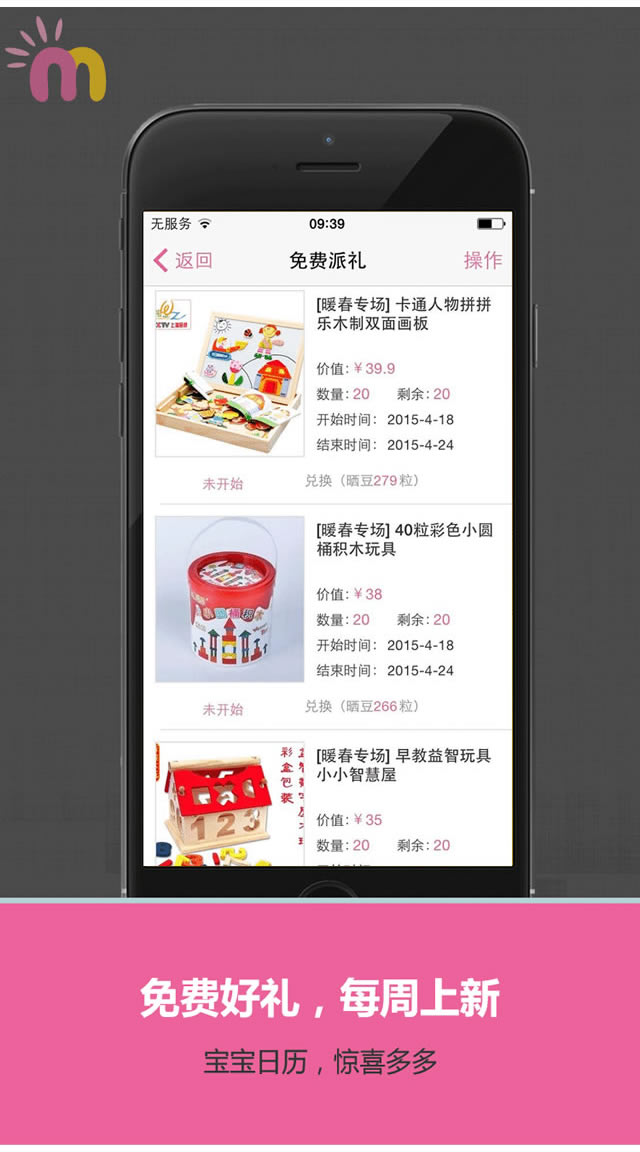 无服务
09:39
返回
免费派礼
操作
[暖春专场] 卡通人物拼拼
乐木制双面画板
价值:￥39.9
数量:20 剩余:20
开始时间： 2015-4-18
结束时间： 2015-4-24
未开始
兑换（晒豆279粒）
[暖春专场] 40粒彩色小圆
桶积木玩具
价值:￥38
数量:20 剩余:20
开始时间： 2015-4-18
结束时间： 2015-4-24
未开始
兑换（晒豆266粒）
彩盒包装
[暖春专场] 早教益智玩具
小小智慧屋
123
价值:￥35
数量:20 剩余:20
免费好礼，每周上新
宝宝日历，惊喜多多